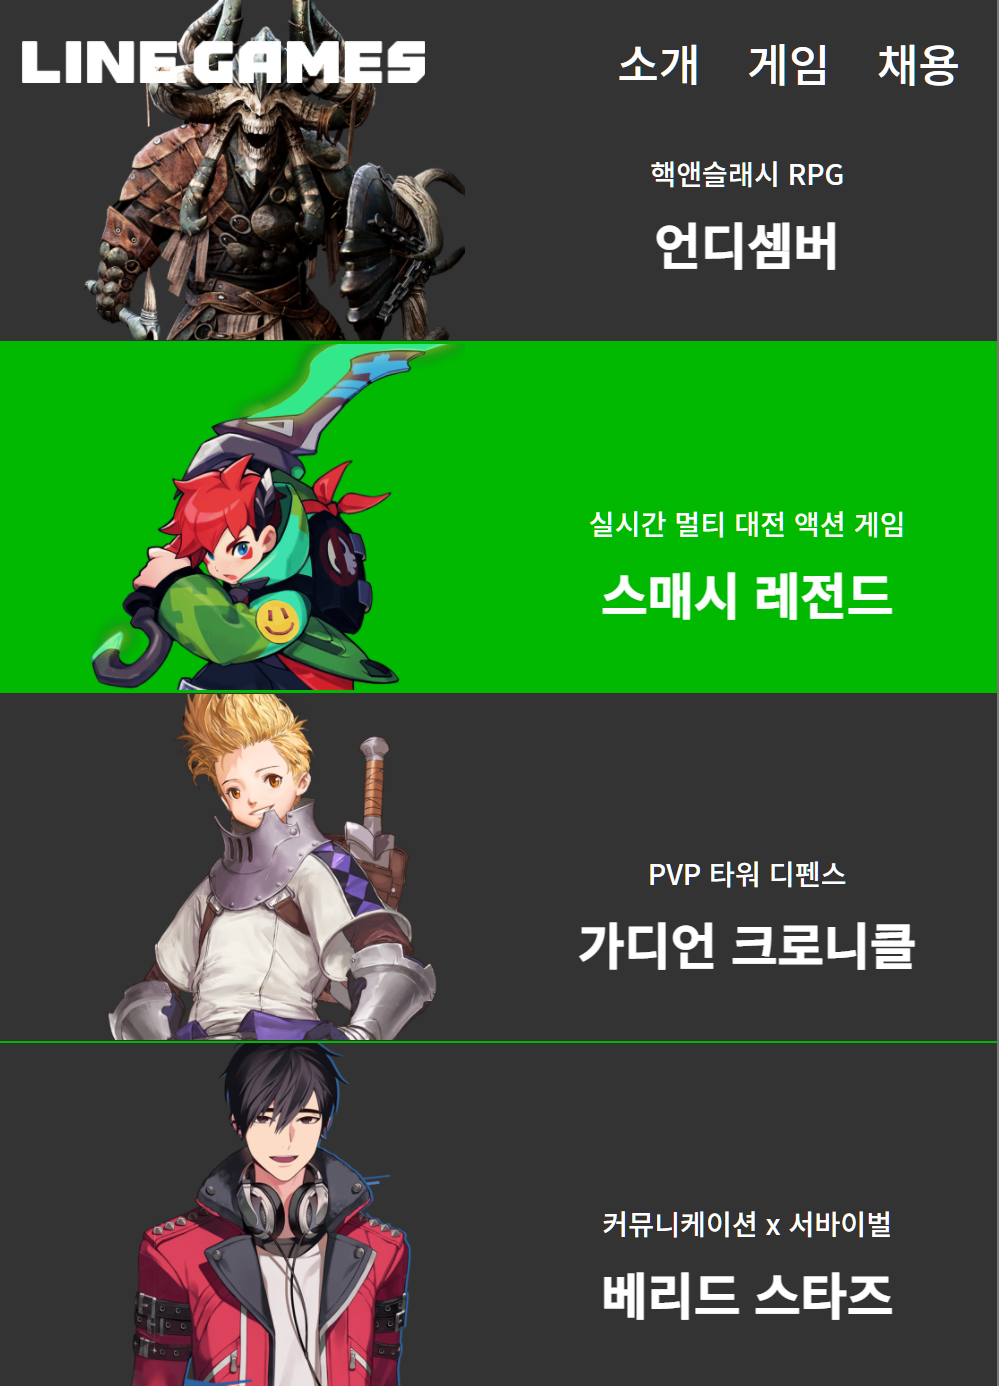 LINE GAMES
소개 게임 채용
핵앤슬래시 RPG
언디셈버
실시간 멀티 대전 액션 게임
스매시 레전드
PVP 타워 디펜스
가디언 크로니클
커뮤니케이션 x 서바이벌
베리드 스타즈